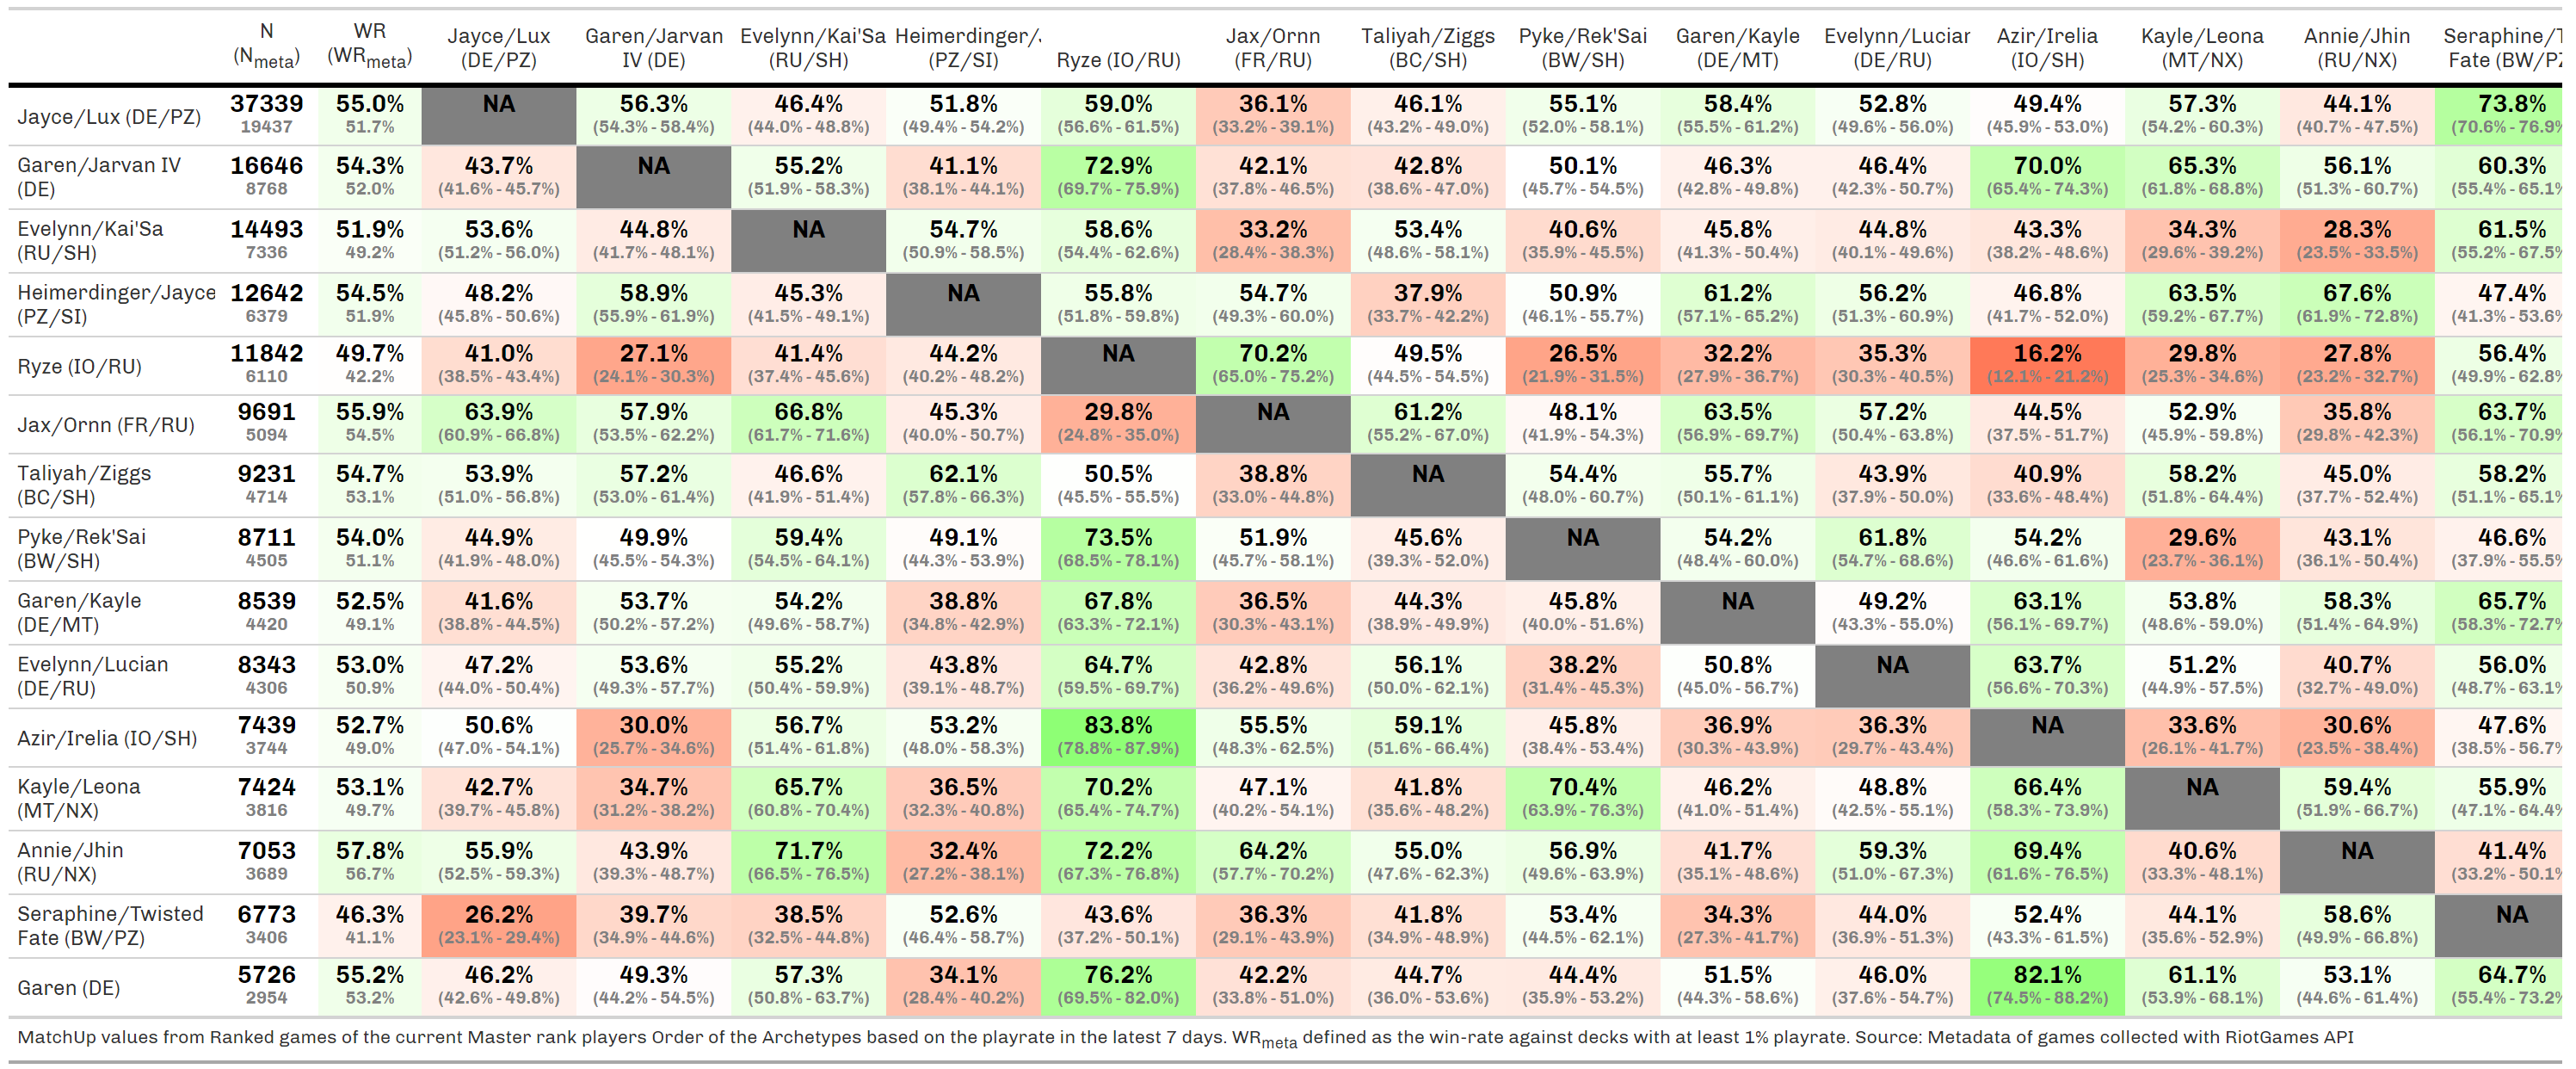 N WR Jayce/Lux Garen/Jarvan Evelynn/Kai'Sa Heimerdinger/J Ryze (IO/RU) Jax/Ornn Taliyah/Ziggs Pyke/Rek'Sai Garen/Kayle Evelynn/Lucian Azir/Irelia Kayle/Leona Annie/Jhin Seraphine/T
(Nmeta) (WRmeta) (DE/PZ) IV (DE) (RU/SH) (PZ/SI) (FR/RU) (BC/SH) (BW/SH) (DE/MT) (DE/RU) (IO/SH) (MT/NX) (RU/NX) Fate (BW/PZ
Jayce/Lux (DE/PZ) 37339 55.0% NA 56.3% 46.4% 51.8% 59.0% 36.1% 46.1% 55.1% 58.4% 52.8% 49.4% 57.3% 44.1% 73.8%
19437 51.7% (54.3% - 58.4%) (44.0% - 48.8%) (49.4% - 54.2%) (56.6% - 61.5%) (33.2% - 39.1%) (43.2% - 49.0%) (52.0% - 58.1%) (55.5% - 61.2%) (49.6% - 56.0%) (45.9% - 53.0%) (54.2% - 60.3%) (40.7% - 47.5%) (70.6% - 76.9%
Garen/Jarvan IV 16646 54.3% 43.7% NA 55.2% 41.1% 72.9% 42.1% 42.8% 50.1% 46.3% 46.4% 70.0% 65.3% 56.1% 60.3%
(DE) 8768 52.0% (41.6% - 45.7%) (51.9% - 58.3%) (38.1% - 44.1%) (69.7% - 75.9%) (37.8% - 46.5%) (38.6% - 47.0%) (45.7% - 54.5%) (42.8% - 49.8%) (42.3% - 50.7%) (65.4% - 74.3%) (61.8% - 68.8%) (51.3% - 60.7%) (55.4% - 65.1%
Evelynn/Kai'Sa 14493 51.9% 53.6% 44.8% NA 54.7% 58.6% 33.2% 53.4% 40.6% 45.8% 44.8% 43.3% 34.3% 28.3% 61.5%
(RU/SH) 7336 49.2% (51.2% - 56.0%) (41.7% - 48.1%) (50.9% - 58.5%) (54.4% - 62.6%) (28.4% - 38.3%) (48.6% - 58.1%) (35.9% - 45.5%) (41.3% - 50.4%) (40.1% - 49.6%) (38.2% - 48.6%) (29.6% - 39.2%) (23.5% - 33.5%) (55.2% - 67.5%
Heimerdinger/Jayce 12642 54.5% 48.2% 58.9% 45.3% NA 55.8% 54.7% 37.9% 50.9% 61.2% 56.2% 46.8% 63.5% 67.6% 47.4%
(PZ/SI) 6379 51.9% (45.8% - 50.6%) (55.9% - 61.9%) (41.5% - 49.1%) (51.8% - 59.8%) (49.3% - 60.0%) (33.7% - 42.2%) (46.1% - 55.7%) (57.1% - 65.2%) (51.3% - 60.9%) (41.7% - 52.0%) (59.2% - 67.7%) (61.9% - 72.8%) (41.3% - 53.6%
Ryze (IO/RU) 11842 49.7% 41.0% 27.1% 41.4% 44.2% NA 70.2% 49.5% 26.5% 32.2% 35.3% 16.2% 29.8% 27.8% 56.4%
6110 42.2% (38.5% - 43.4%) (24.1% - 30.3%) (37.4% - 45.6%) (40.2% - 48.2%) (65.0% - 75.2%) (44.5% - 54.5%) (21.9% - 31.5%) (27.9% - 36.7%) (30.3% - 40.5%) (12.1% - 21.2%) (25.3% - 34.6%) (23.2% - 32.7%) (49.9% - 62.8%
Jax/Ornn (FR/RU) 9691 55.9% 63.9% 57.9% 66.8% 45.3% 29.8% NA 61.2% 48.1% 63.5% 57.2% 44.5% 52.9% 35.8% 63.7%
5094 54.5% (60.9% - 66.8%) (53.5% - 62.2%) (61.7% - 71.6%) (40.0% - 50.7%) (24.8% - 35.0%) (55.2% - 67.0%) (41.9% - 54.3%) (56.9% - 69.7%) (50.4% - 63.8%) (37.5% - 51.7%) (45.9% - 59.8%) (29.8% - 42.3%) (56.1% - 70.9%
Taliyah/Ziggs 9231 54.7% 53.9% 57.2% 46.6% 62.1% 50.5% 38.8% NA 54.4% 55.7% 43.9% 40.9% 58.2% 45.0% 58.2%
(BC/SH) 4714 53.1% (51.0% - 56.8%) (53.0% - 61.4%) (41.9% - 51.4%) (57.8% - 66.3%) (45.5% - 55.5%) (33.0% - 44.8%) (48.0% - 60.7%) (50.1% - 61.1%) (37.9% - 50.0%) (33.6% - 48.4%) (51.8% - 64.4%) (37.7% - 52.4%) (51.1% - 65.1%
Pyke/Rek'Sai 8711 54.0% 44.9% 49.9% 59.4% 49.1% 73.5% 51.9% 45.6% NA 54.2% 61.8% 54.2% 29.6% 43.1% 46.6%
(BW/SH) 4505 51.1% (41.9% - 48.0%) (45.5% - 54.3%) (54.5% - 64.1%) (44.3% - 53.9%) (68.5% - 78.1%) (45.7% - 58.1%) (39.3% - 52.0%) (48.4% - 60.0%) (54.7% - 68.6%) (46.6% - 61.6%) (23.7% - 36.1%) (36.1% - 50.4%) (37.9% - 55.5%
Garen/Kayle 8539 52.5% 41.6% 53.7% 54.2% 38.8% 67.8% 36.5% 44.3% 45.8% NA 49.2% 63.1% 53.8% 58.3% 65.7%
(DE/MT) 4420 49.1% (38.8% - 44.5%) (50.2% - 57.2%) (49.6% - 58.7%) (34.8% - 42.9%) (63.3% - 72.1%) (30.3% - 43.1%) (38.9% - 49.9%) (40.0% - 51.6%) (43.3% - 55.0%) (56.1% - 69.7%) (48.6% - 59.0%) (51.4% - 64.9%) (58.3% - 72.7%
Evelynn/Lucian 8343 53.0% 47.2% 53.6% 55.2% 43.8% 64.7% 42.8% 56.1% 38.2% 50.8% NA 63.7% 51.2% 40.7% 56.0%
(DE/RU) 4306 50.9% (44.0% - 50.4%) (49.3% - 57.7%) (50.4% - 59.9%) (39.1% - 48.7%) (59.5% - 69.7%) (36.2% - 49.6%) (50.0% - 62.1%) (31.4% - 45.3%) (45.0% - 56.7%) (56.6% - 70.3%) (44.9% - 57.5%) (32.7% - 49.0%) (48.7% - 63.1%
Azir/Irelia (IO/SH) 7439 52.7% 50.6% 30.0% 56.7% 53.2% 83.8% 55.5% 59.1% 45.8% 36.9% 36.3% NA 33.6% 30.6% 47.6%
3744 49.0% (47.0% - 54.1%) (25.7% - 34.6%) (51.4% - 61.8%) (48.0% - 58.3%) (78.8% - 87.9%) (48.3% - 62.5%) (51.6% - 66.4%) (38.4% - 53.4%) (30.3% - 43.9%) (29.7% - 43.4%) (26.1% - 41.7%) (23.5% - 38.4%) (38.5% - 56.7%
Kayle/Leona 7424 53.1% 42.7% 34.7% 65.7% 36.5% 70.2% 47.1% 41.8% 70.4% 46.2% 48.8% 66.4% NA 59.4% 55.9%
(MT/NX) 3816 49.7% (39.7% - 45.8%) (31.2% - 38.2%) (60.8% - 70.4%) (32.3% - 40.8%) (65.4% - 74.7%) (40.2% - 54.1%) (35.6% - 48.2%) (63.9% - 76.3%) (41.0% - 51.4%) (42.5% - 55.1%) (58.3% - 73.9%) (51.9% - 66.7%) (47.1% - 64.4%
Annie/Jhin 7053 57.8% 55.9% 43.9% 71.7% 32.4% 72.2% 64.2% 55.0% 56.9% 41.7% 59.3% 69.4% 40.6% NA 41.4%
(RU/NX) 3689 56.7% (52.5% - 59.3%) (39.3% - 48.7%) (66.5% - 76.5%) (27.2% - 38.1%) (67.3% - 76.8%) (57.7% - 70.2%) (47.6% - 62.3%) (49.6% - 63.9%) (35.1% - 48.6%) (51.0% - 67.3%) (61.6% - 76.5%) (33.3% - 48.1%) (33.2% - 50.1%
Seraphine/Twisted 6773 46.3% 26.2% 39.7% 38.5% 52.6% 43.6% 36.3% 41.8% 53.4% 34.3% 44.0% 52.4% 44.1% 58.6% NA
Fate (BW/PZ) 3406 41.1% (23.1% - 29.4%) (34.9% - 44.6%) (32.5% - 44.8%) (46.4% - 58.7%) (37.2% - 50.1%) (29.1% - 43.9%) (34.9% - 48.9%) (44.5% - 62.1%) (27.3% - 41.7%) (36.9% - 51.3%) (43.3% - 61.5%) (35.6% - 52.9%) (49.9% - 66.8%)
Garen (DE) 5726 55.2% 46.2% 49.3% 57.3% 34.1% 76.2% 42.2% 44.7% 44.4% 51.5% 46.0% 82.1% 61.1% 53.1% 64.7%
2954 53.2% (42.6% - 49.8%) (44.2% - 54.5%) (50.8% - 63.7%) (28.4% - 40.2%) (69.5% - 82.0%) (33.8% - 51.0%) (36.0% - 53.6%) (35.9% - 53.2%) (44.3% - 58.6%) (37.6% - 54.7%) (74.5% - 88.2%) (53.9% - 68.1%) (44.6% - 61.4%) (55.4% - 73.2%
MatchUp values from Ranked games of the current Master rank players Order of the Archetypes based on the playrate in the latest 7 days. WRmeta defined as the win-rate against decks with at least 1% playrate. Source: Metadata of games collected with RiotGames API